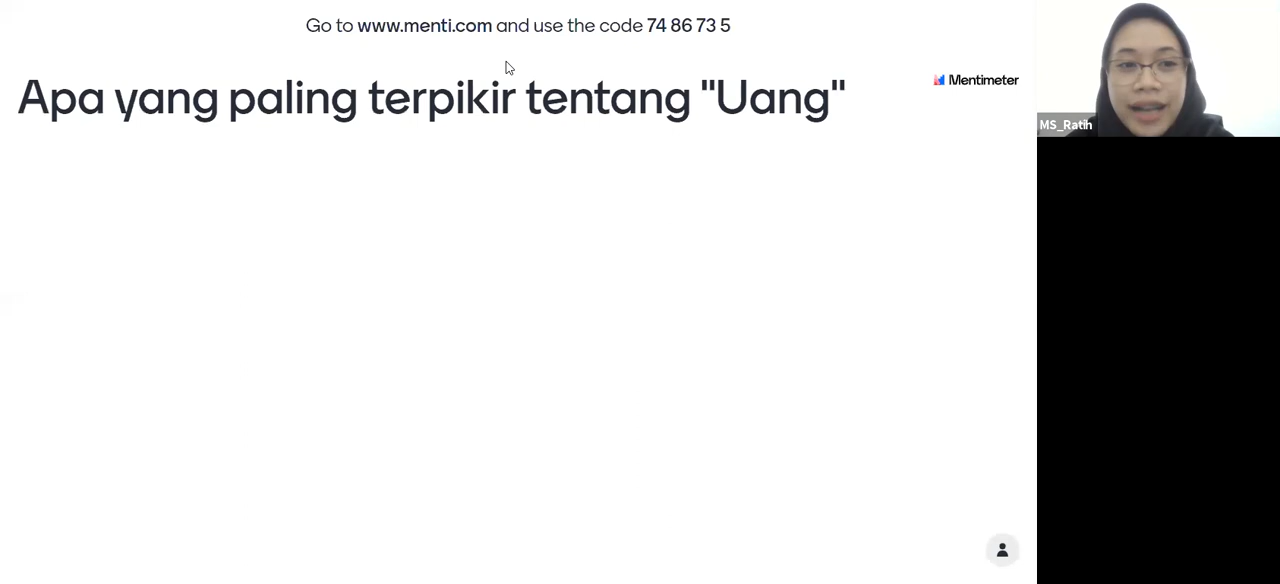 Go to www.menti.com and use the code 74 86 73 5
Apa yang paling terpikir tentang "Uang"
Mentimeter
MS_Ratih